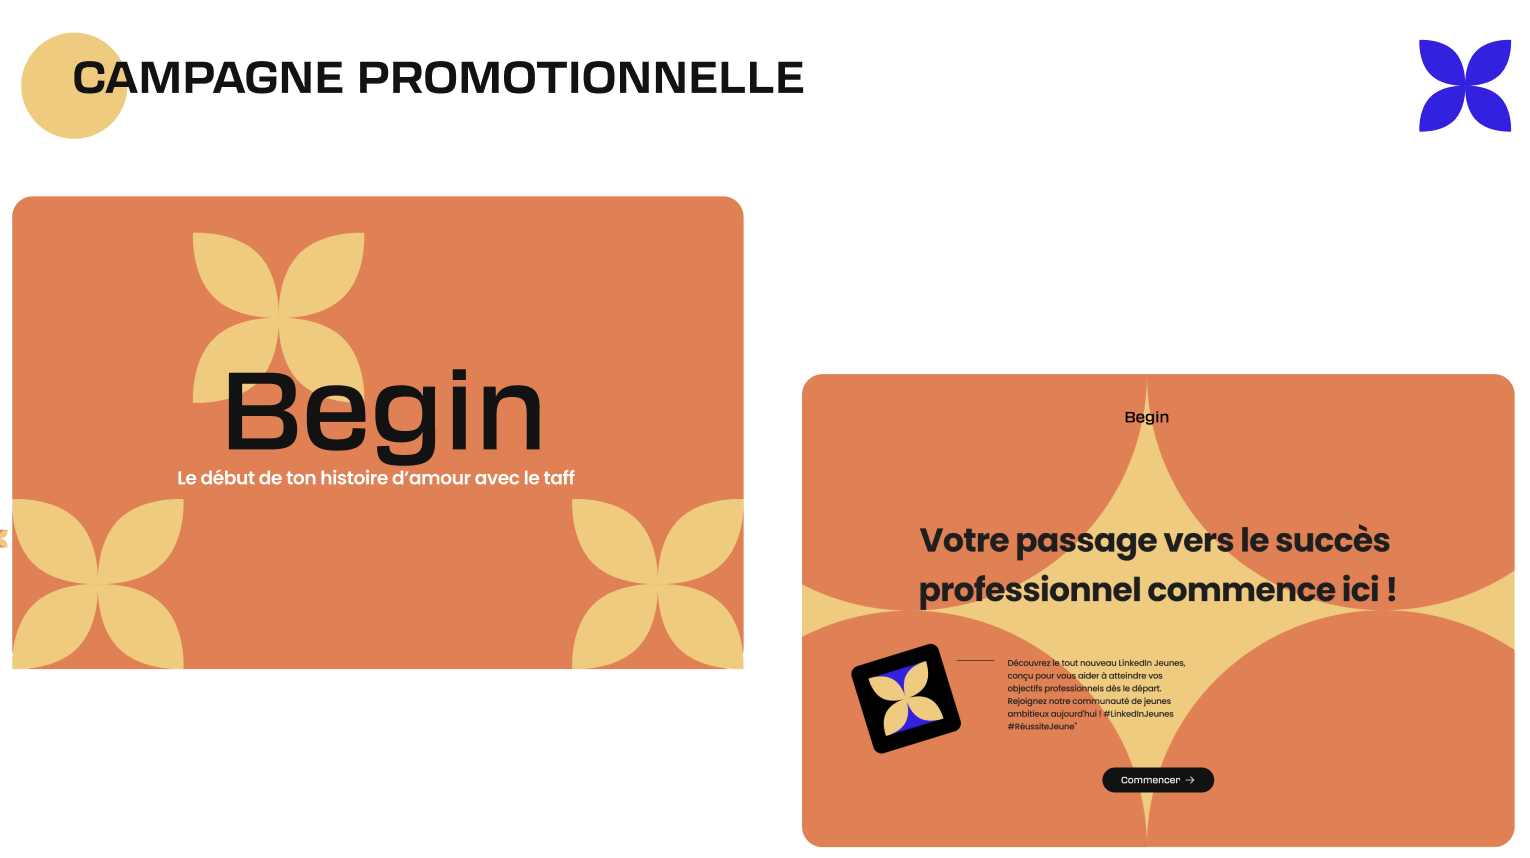 CAMPAGNE PROMOTIONNELLE
Begin
Le début de ton histoire d’amour avec le taff
Begin
Votre passage vers le succès
professionnel commence ici !
Découvrez le tout nouveau LinkedIn Jeunes,
conçu pour vous aider à atteindre vos
objectifs professionnels dès le départ.
Rejoignez notre communauté de jeunes
ambitieux aujourd'hui ! #LinkedInJeunes
#RéussiteJeune"
Commencer →